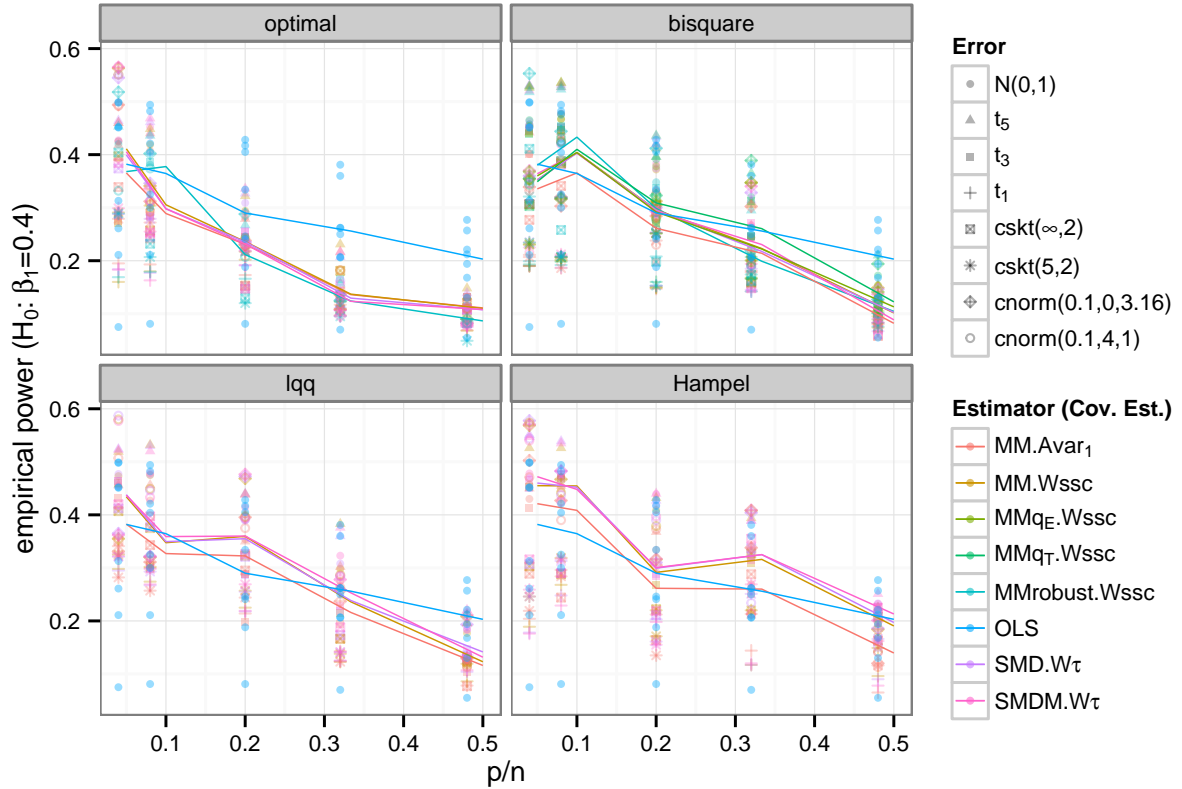 optimal
bisquare
0.6
0.4
0.2
lqq
Hampel
0.6
0.4
0.2
0.1 0.2 0.3 0.4 0.5
0.1 0.2 0.3 0.4 0.5
p/n
empirical power (H₀: β₁=0.4)
Error
N(0,1)
t₅
t₃
t₁
cskt(∞,2)
cskt(5,2)
cnorm(0.1,0,3.16)
cnorm(0.1,4,1)
Estimator (Cov. Est.)
MM.Avar₁
MM.Wssc
MMq_E.Wssc
MMq_T.Wssc
MMrobust.Wssc
OLS
SMD.Wτ
SMDM.Wτ